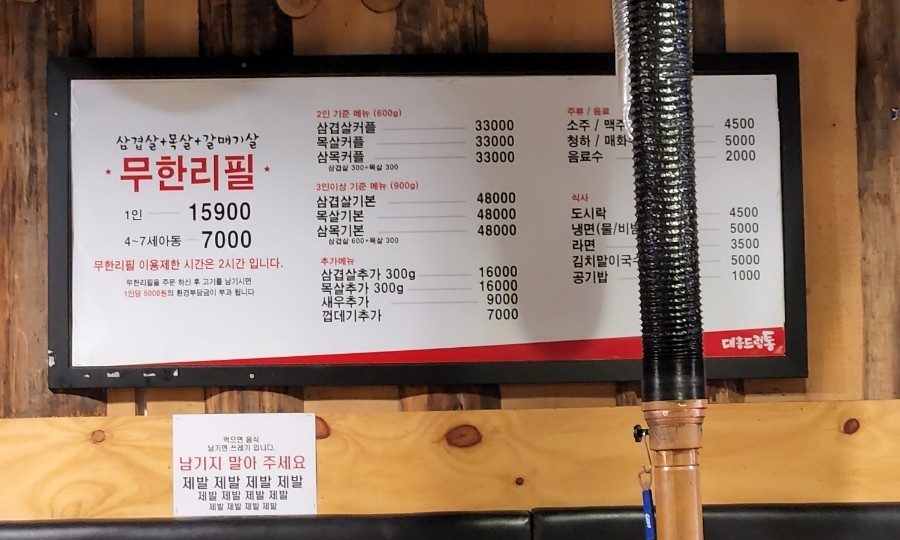 삼겹살+목살+갈매기살
무한리필
1인 15900
4~7세아동 7000
무한리필 이용제한 시간은 2시간 입니다.
무한리필을 주문 하신 후 고기를 남기시면
1인당 5000원의 환경부담금이 부과 됩니다
2인 기준 메뉴 (600g)
삼겹살커플 33000
목살커플 33000
삼목커플 33000
삼겹살 300+목살 300
3인이상 기준 메뉴 (900g)
삼겹살기본 48000
목살기본 48000
삼목기본 48000
삼겹살 600+목살 300
추가메뉴
삼겹살추가 300g 16000
목살추가 300g 16000
새우추가 9000
껍데기추가 7000
주류 / 음료
소주 / 맥주 4500
청하 / 매화 5000
음료수 2000
식사
도시락 4500
냉면(물/비빔 5000
라면 3500
김치말이국수 5000
공기밥 1000
대흥드럼통
먹으면 음식
남기면 쓰레기 입니다.
남기지 말아 주세요
제발 제발 제발 제발
제발 제발 제발 제발
제발 제발 제발 제발